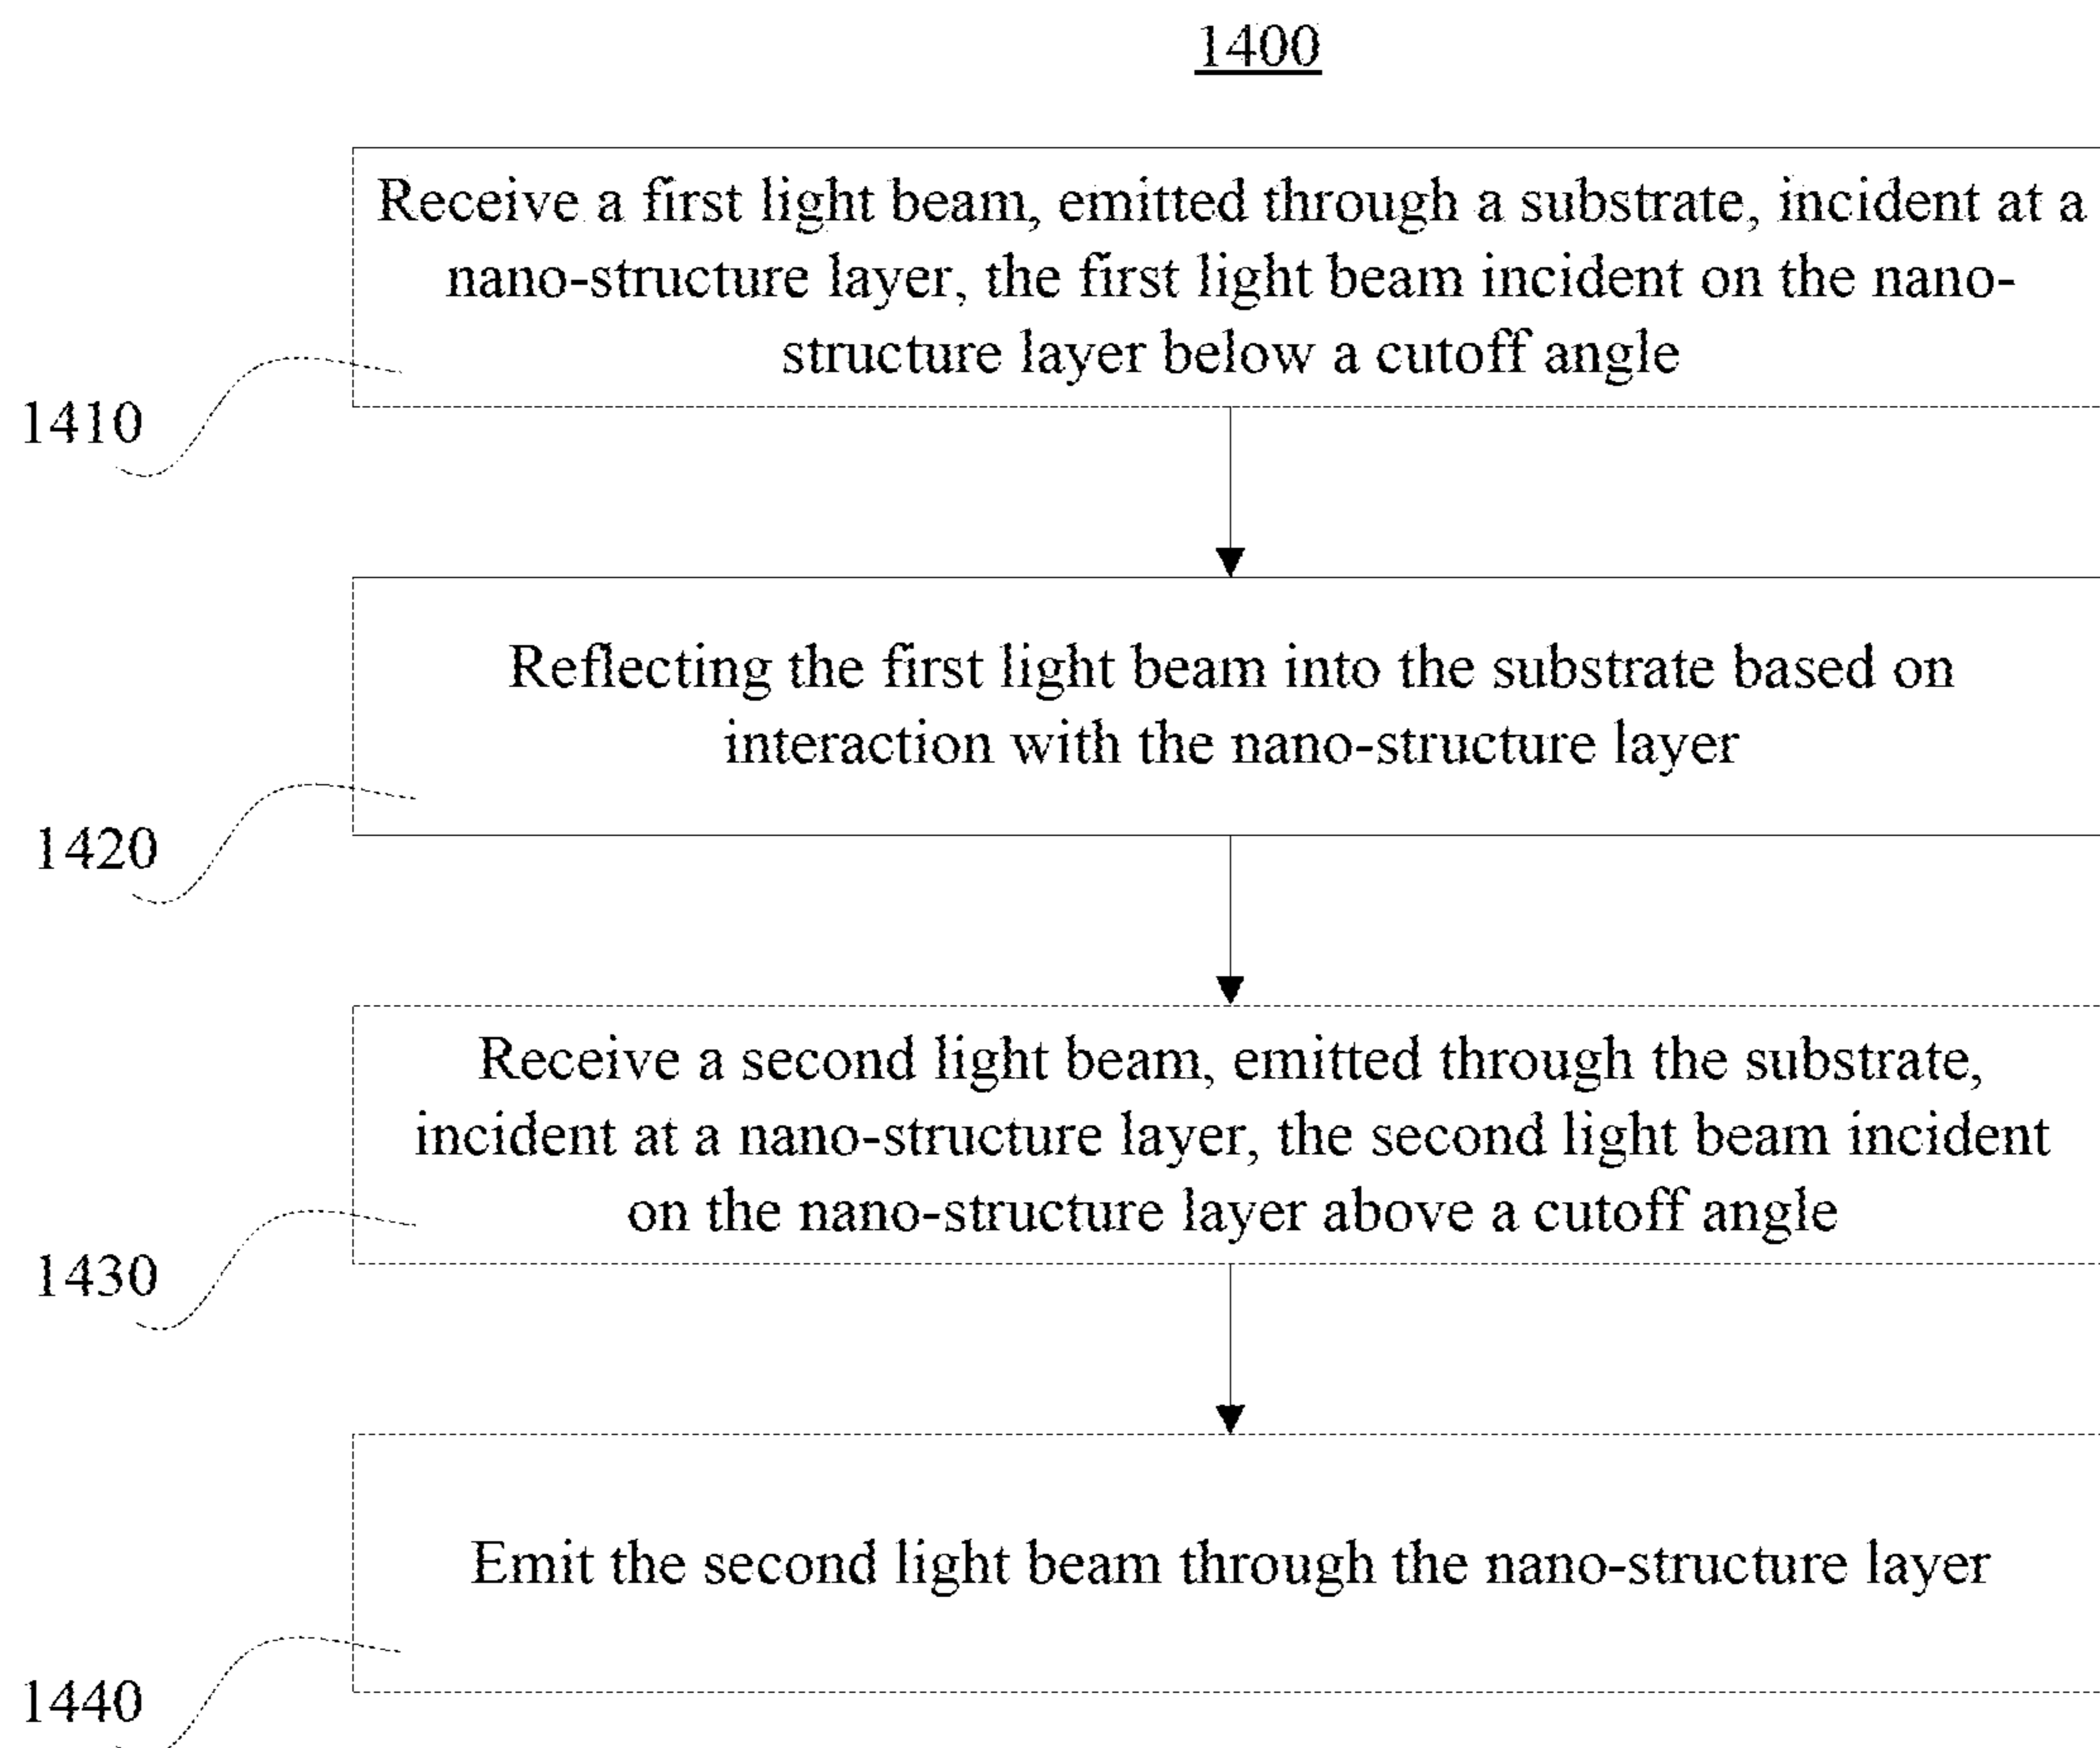 1400
Receive a first light beam, emitted through a substrate, incident at a
nano-structure layer, the first light beam incident on the nano-
structure layer below a cutoff angle
1410
Reflecting the first light beam into the substrate based on
interaction with the nano-structure layer
1420
Receive a second light beam, emitted through the substrate,
incident at a nano-structure layer, the second light beam incident
on the nano-structure layer above a cutoff angle
1430
Emit the second light beam through the nano-structure layer
1440